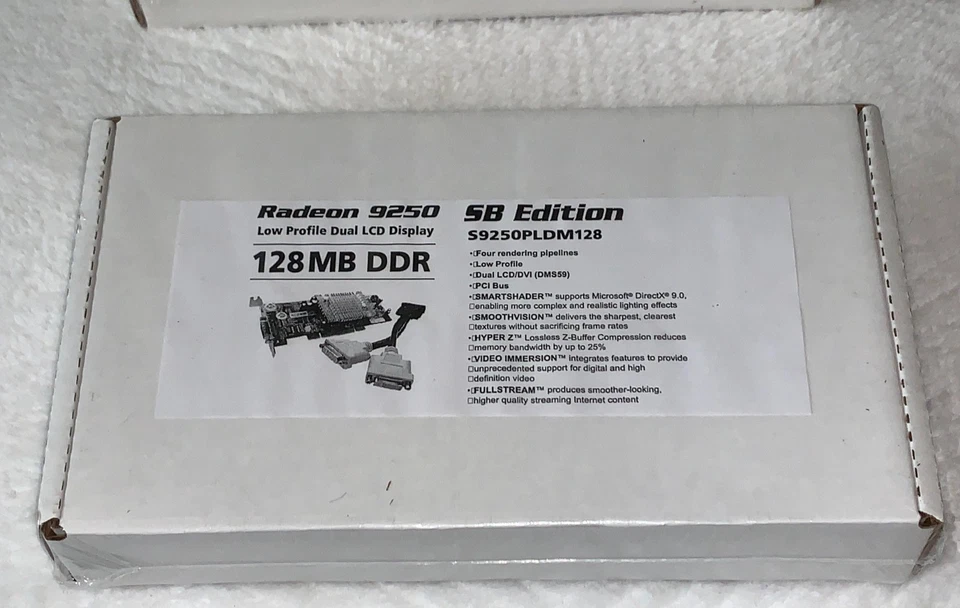 Radeon 9250
Low Profile Dual LCD Display
128MB DDR
SB Edition
S9250PLDM128
•▯Four rendering pipelines
•▯Low Profile
•▯Dual LCD/DVI (DMS59)
•▯PCI Bus
•▯SMARTSHADER™ supports Microsoft® DirectX® 9.0,
▯enabling more complex and realistic lighting effects
•▯SMOOTHVISION™ delivers the sharpest, clearest
▯textures without sacrificing frame rates
•▯HYPER Z™ Lossless Z-Buffer Compression reduces
▯memory bandwidth by up to 25%
•▯VIDEO IMMERSION™ integrates features to provide
▯unprecedented support for digital and high
▯definition video
•▯FULLSTREAM™ produces smoother-looking,
▯higher quality streaming Internet content